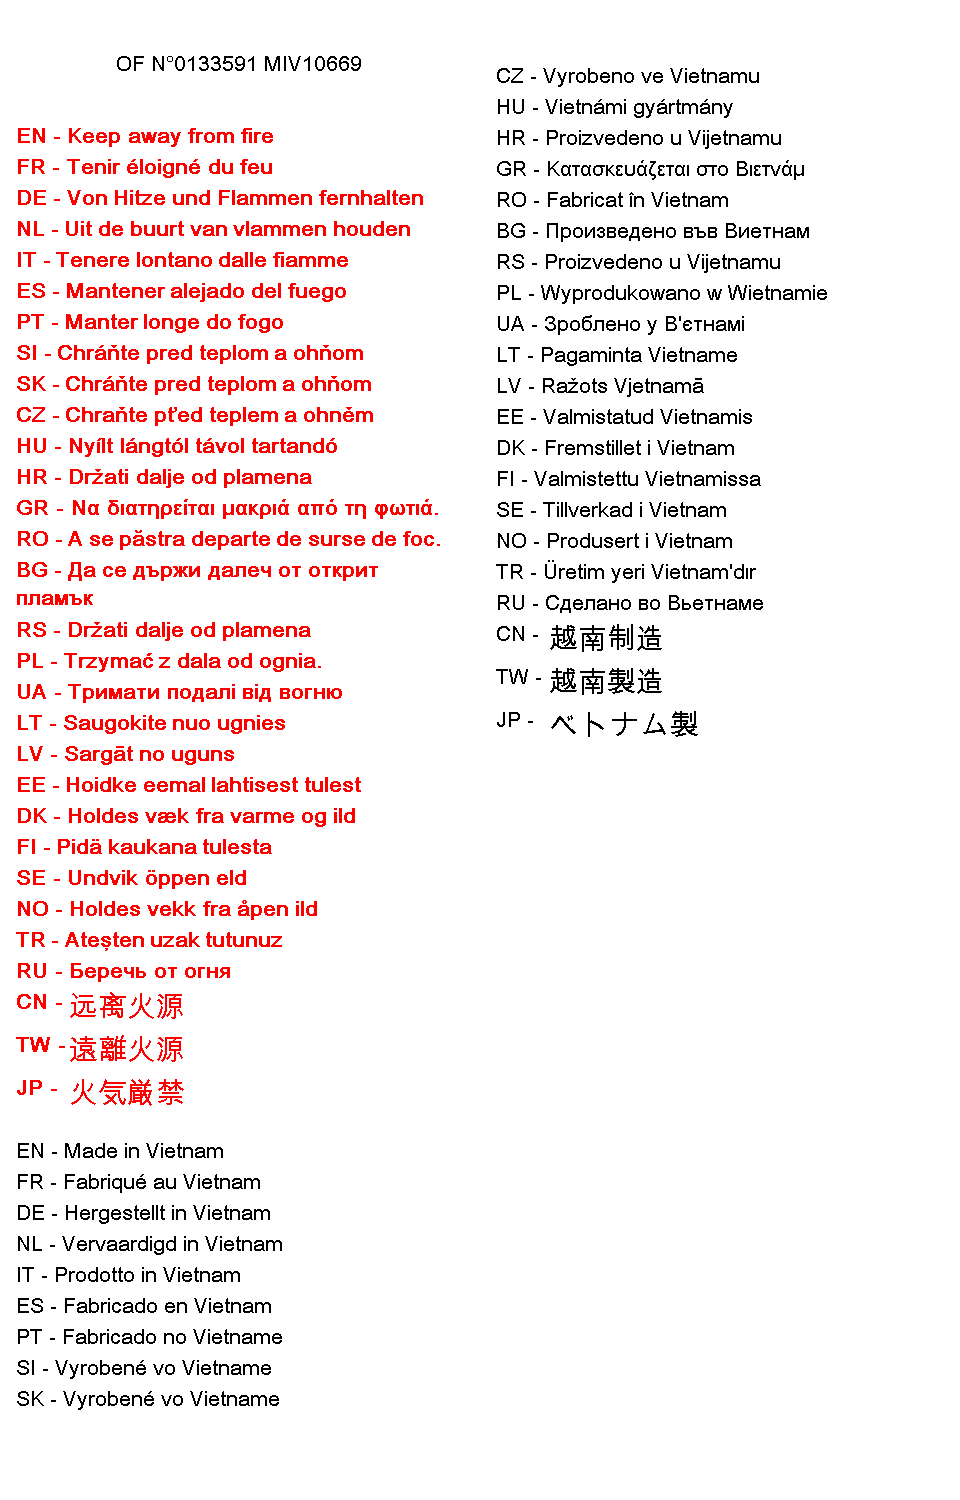 OF N°0133591 MIV10669
EN - Keep away from fire
FR - Tenir éloigné du feu
DE - Von Hitze und Flammen fernhalten
NL - Uit de buurt van vlammen houden
IT - Tenere lontano dalle fiamme
ES - Mantener alejado del fuego
PT - Manter longe do fogo
SI - Chráňte pred teplom a ohňom
SK - Chráňte pred teplom a ohňom
CZ - Chraňte pťed teplem a ohněm
HU - Nyílt lángtól távol tartandó
HR - Držati dalje od plamena
GR - Να διατηρείται μακριά από τη φωτιά.
RO - A se păstra departe de surse de foc.
BG - Да се държи далеч от открит
пламък
RS - Držati dalje od plamena
PL - Trzymać z dala od ognia.
UA - Тримати подалі від вогню
LT - Saugokite nuo ugnies
LV - Sargāt no uguns
EE - Hoidke eemal lahtisest tulest
DK - Holdes væk fra varme og ild
FI - Pidä kaukana tulesta
SE - Undvik öppen eld
NO - Holdes vekk fra åpen ild
TR - Ateşten uzak tutunuz
RU - Беречь от огня
CN - 远离火源
TW - 遠離火源
JP - 火気厳禁
EN - Made in Vietnam
FR - Fabriqué au Vietnam
DE - Hergestellt in Vietnam
NL - Vervaardigd in Vietnam
IT - Prodotto in Vietnam
ES - Fabricado en Vietnam
PT - Fabricado no Vietname
SI - Vyrobené vo Vietname
SK - Vyrobené vo Vietname
CZ - Vyrobeno ve Vietnamu
HU - Vietnámi gyártmány
HR - Proizvedeno u Vijetnamu
GR - Κατασκευάζεται στο Βιετνάμ
RO - Fabricat în Vietnam
BG - Произведено във Виетнам
RS - Proizvedeno u Vijetnamu
PL - Wyprodukowano w Wietnamie
UA - Зроблено у В'єтнамі
LT - Pagaminta Vietname
LV - Ražots Vjetnamā
EE - Valmistatud Vietnamis
DK - Fremstillet i Vietnam
FI - Valmistettu Vietnamissa
SE - Tillverkad i Vietnam
NO - Produsert i Vietnam
TR - Üretim yeri Vietnam'dır
RU - Сделано во Вьетнаме
CN - 越南制造
TW - 越南製造
JP - ベトナム製